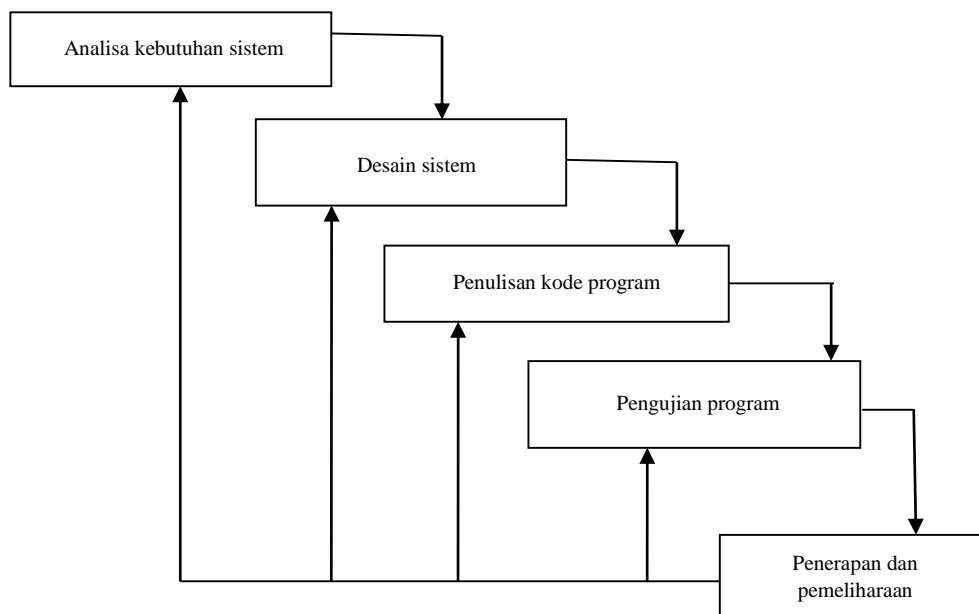 Analisa kebutuhan sistem
Desain sistem
Penulisan kode program
Pengujian program
Penerapan dan
pemeliharaan